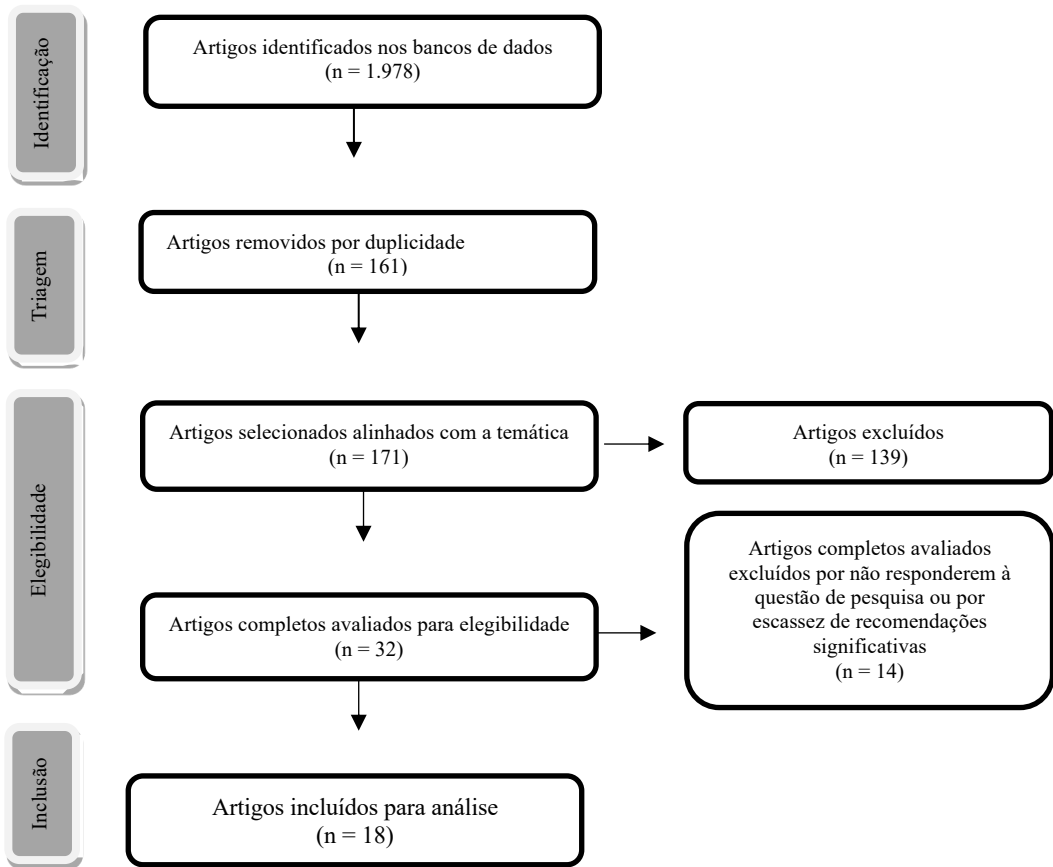 Identificação
Artigos identificados nos bancos de dados
(n = 1.978)
Triagem
Artigos removidos por duplicidade
(n = 161)
Elegibilidade
Artigos selecionados alinhados com a temática
(n = 171)
Artigos excluídos
(n = 139)
Artigos completos avaliados para elegibilidade
(n = 32)
Artigos completos avaliados
excluídos por não responderem à
questão de pesquisa ou por
escassez de recomendações
significativas
(n = 14)
Inclusão
Artigos incluídos para análise
(n = 18)